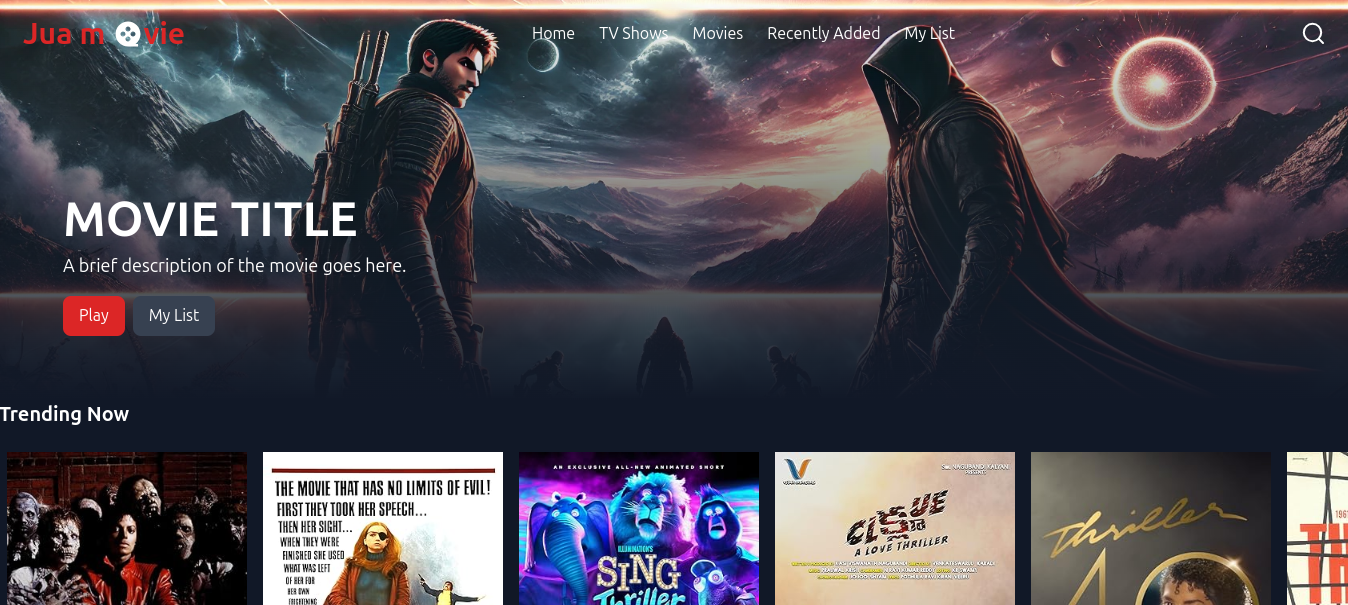 Jua m vie
Home TV Shows Movies Recently Added My List
MOVIE TITLE
A brief description of the movie goes here.
Play My List
Trending Now
THE MOVIE THAT HAS NO LIMITS OF EVIL!
FIRST THEY TOOK HER SPEECH...
THEN HER SIGHT...
WHEN THEY WERE
FINISHED SHE USED
WHAT WAS LEFT
OF HER FOR
HER OWN
FRIGHTENING
AN EXCLUSIVE ALL-NEW ANIMATED SHORT
ILLUMINATION'S
SING
Thriller
A LOVE THRILLER
Thriller